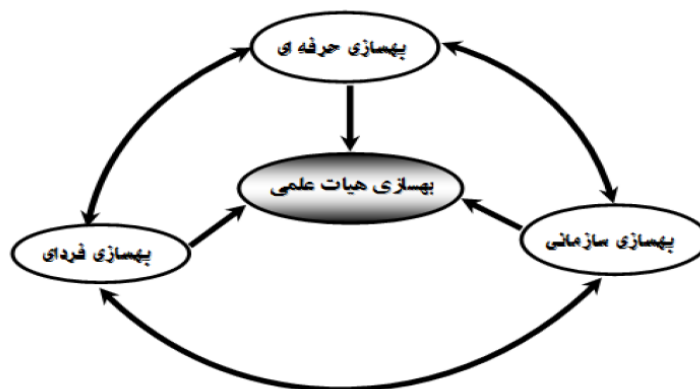 بهسازی حرفه ای
بهسازی هیات علمی
بهسازی سازمانی
بهسازی فردای